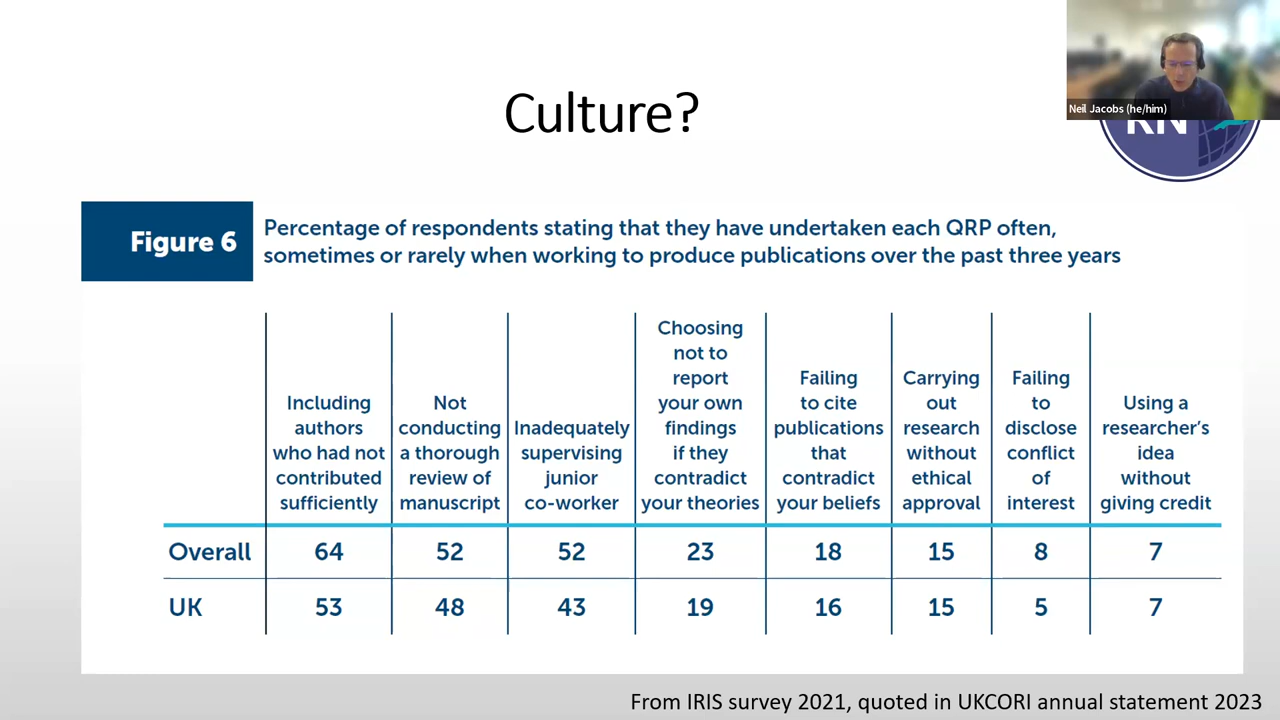 Neil Jacobs (he/him)
RN
Culture?
Figure 6
Percentage of respondents stating that they have undertaken each QRP often,
sometimes or rarely when working to produce publications over the past three years
Including
authors
who had not
contributed
sufficiently
Not
conducting
a thorough
review of
manuscript
Inadequately
supervising
junior
co-worker
Choosing
not to
report
your own
findings
if they
contradict
your theories
Failing
to cite
publications
that
contradict
your beliefs
Carrying
out
research
without
ethical
approval
Failing
to
disclose
conflict
of
interest
Using a
researcher's
idea
without
giving credit
Overall 64 52 52 23 18 15 8 7
UK 53 48 43 19 16 15 5 7
From IRIS survey 2021, quoted in UKCORI annual statement 2023